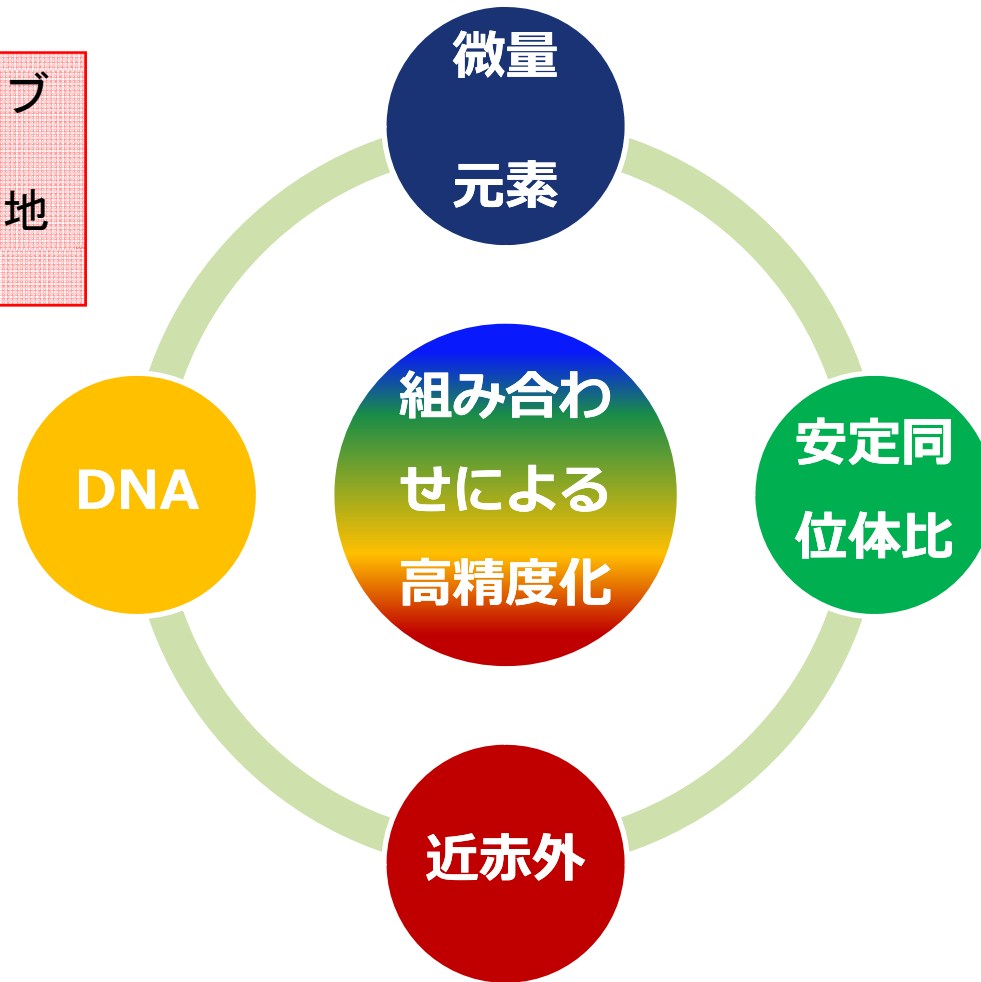 微量
元素
ブ
地
組み合わ
せによる
高精度化
DNA
安定同
位体比
近赤外